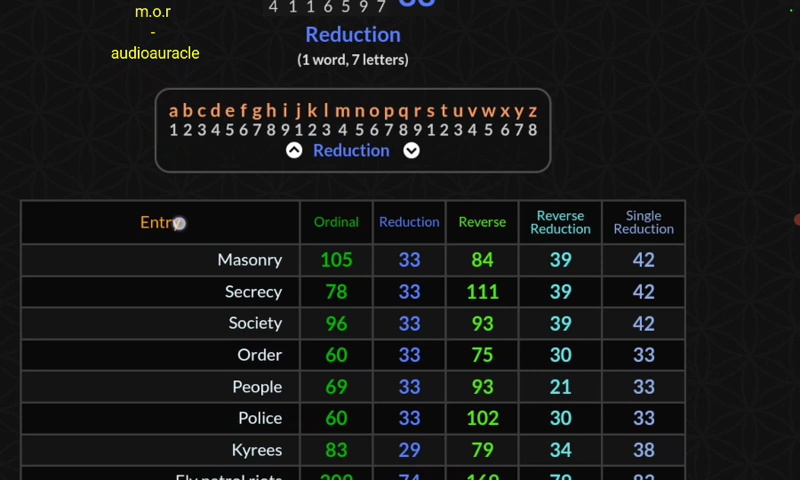 m.o.r
-
audioauracle
4 1 1 6 5 9 7
Reduction
(1 word, 7 letters)
a b c d e f g h i j k l m n o p q r s t u v w x y z
1 2 3 4 5 6 7 8 9 1 2 3 4 5 6 7 8 9 1 2 3 4 5 6 7 8
Reduction
Entry Ordinal Reduction Reverse Reverse Reduction Single Reduction
Masonry 105 33 84 39 42
Secrecy 78 33 111 39 42
Society 96 33 93 39 42
Order 60 33 75 30 33
People 69 33 93 21 33
Police 60 33 102 30 33
Kyrees 83 29 79 34 38